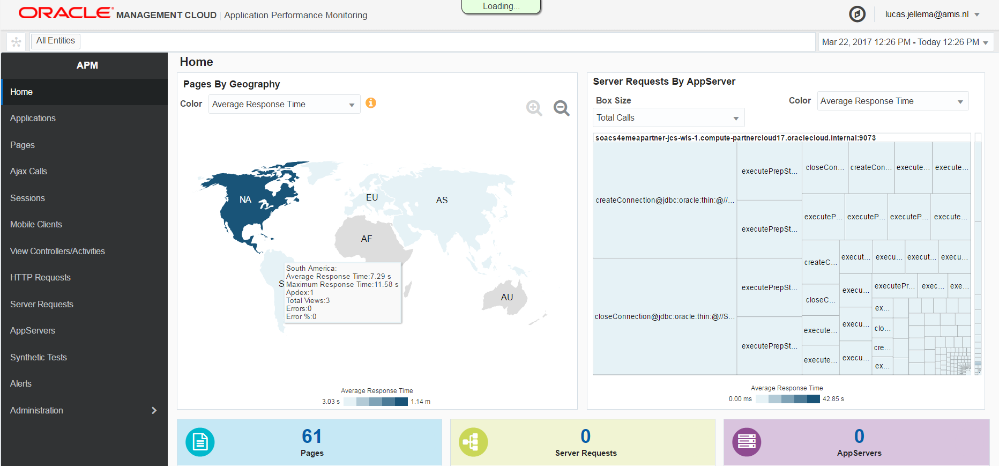 Loading...
ORACLE MANAGEMENT CLOUD Application Performance Monitoring
lucas.jellema@amis.nl
All Entities
Mar 22, 2017 12:26 PM - Today 12:26 PM
APM
Home
Applications
Pages
Ajax Calls
Sessions
Mobile Clients
View Controllers/Activities
HTTP Requests
Server Requests
AppServers
Synthetic Tests
Alerts
Administration
Home
Pages By Geography
Color
Average Response Time
NA
EU
AS
AF
AU
S
South America:
Average Response Time:7.29 s
Maximum Response Time:11.58 s
Apdex:1
Total Views:3
Errors:0
Error %:0
Average Response Time
3.03 s
1.14 m
Server Requests By AppServer
Box Size
Total Calls
Color
Average Response Time
soacs4emeapartner-jcs-wls-1.compute-partnercloud17.oraclecloud.internal:9073
createConnection@jdbc:oracle:thin:@//...
closeConnection@jdbc:oracle:thin:@//S...
executePrepSt...
executePrepSt...
executePrepSt...
executePrepSt...
closeCon...
createCon...
execute...
execute...
executeP...
executeP...
executeP...
execute...
createC...
closeC...
execute...
execute...
execut...
execu...
execut...
execu...
execu...
execu...
execu...
executePr...
exec...
exe...
ex...
clo...
cre...
ex...
Average Response Time
0.00 ms
42.85 s
61
Pages
0
Server Requests
0
AppServers